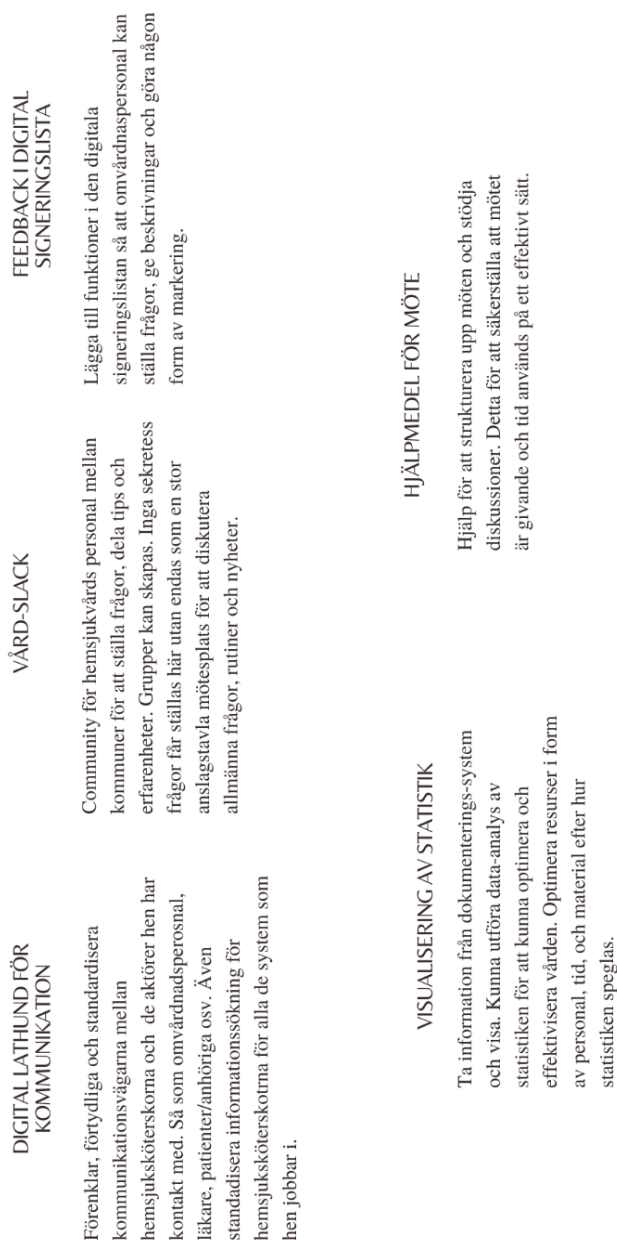 DIGITAL LATHUND FÖR
KOMMUNIKATION
Förenklar, förtydliga och standardisera
kommunikationsvägarna mellan
hemsjuksköterskorna och de aktörer hen har
kontakt med. Så som omvårdnadsperosnal,
läkare, patienter/anhöriga osv. Även
standadisera informationssökning för
hemsjuksköterskotrna för alla de system som
hen jobbar i.
VÅRD-SLACK
Community för hemsjukvårds personal mellan
kommuner för att ställa frågor, dela tips och
erfarenheter. Grupper kan skapas. Inga sekretess
frågor får ställas här utan endas som en stor
anslagstavla mötesplats för att diskutera
allmänna frågor, rutiner och nyheter.
FEEDBACK I DIGITAL
SIGNERINGSLISTA
Lägga till funktioner i den digitala
signeringslistan så att omvårdnaspersonal kan
ställa frågor, ge beskrivningar och göra någon
form av markering.
VISUALISERING AV STATISTIK
Ta information från dokumenterings-system
och visa. Kunna utföra data-analys av
statistiken för att kunna optimera och
effektivisera vården. Optimera resurser i form
av personal, tid, och material efter hur
statistiken speglas.
HJÄLPMEDEL FÖR MÖTE
Hjälp för att strukturera upp möten och stödja
diskussioner. Detta för att säkerställa att mötet
är givande och tid används på ett effektivt sätt.